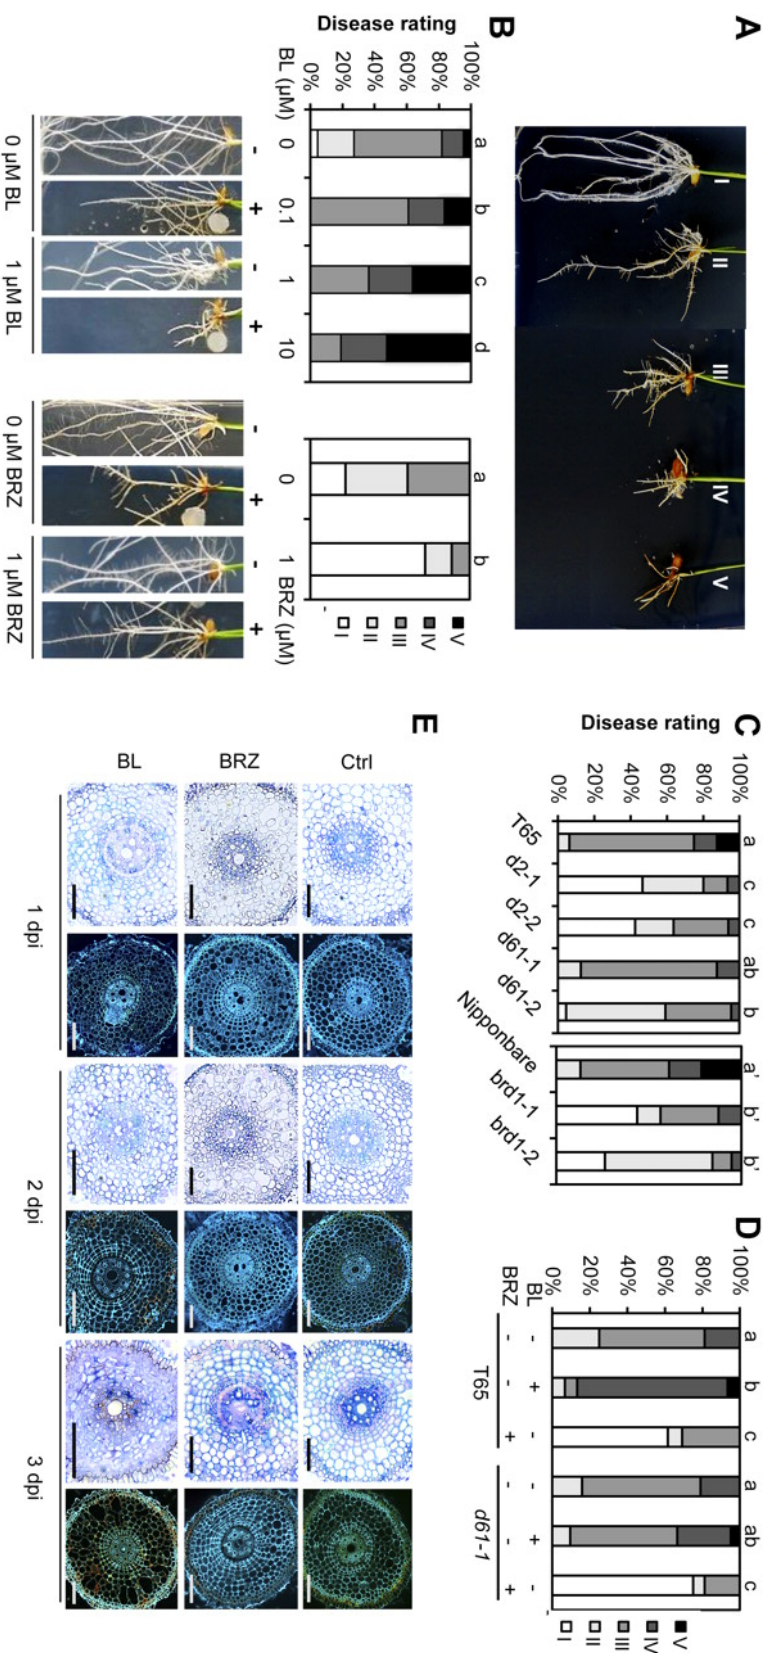 A
I II III IV V
B
Disease rating
100%
80%
60%
40%
20%
0%
a b c d
a b
BL (µM) 0 0.1 1 10
0 1 BRZ (µM)
V
IV
III
II
I
- + - +
- + - +
0 µM BL 1 µM BL
0 µM BRZ 1 µM BRZ
C
Disease rating
100%
80%
60%
40%
20%
0%
a c c ab b
a' b' b'
T65 d2-1 d2-2 d61-1 d61-2
Nipponbare brd1-1 brd1-2
D
100%
80%
60%
40%
20%
0%
a b c a ab c
BL - + - - + -
BRZ - - + - - +
T65 d61-1
V
IV
III
II
I
E
Ctrl
BRZ
BL
1 dpi 2 dpi 3 dpi